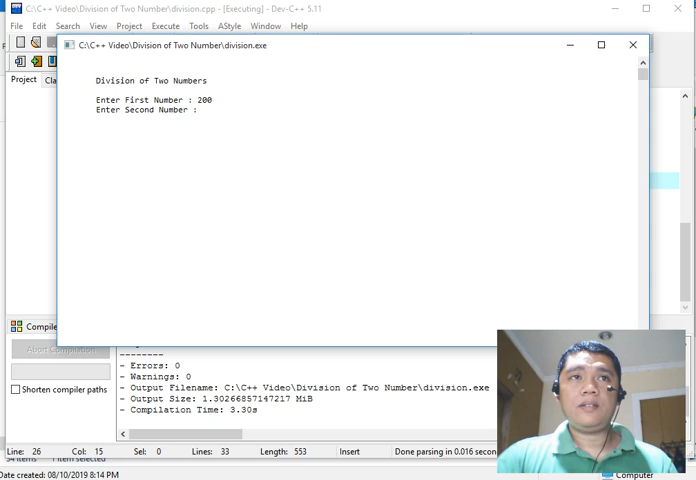 C:\C++ Video\Division of Two Number\division.cpp - [Executing] - Dev-C++ 5.11
File Edit Search View Project Execute Tools AStyle Window Help
C:\C++ Video\Division of Two Number\division.exe
Project Cla
Division of Two Numbers
Enter First Number : 200
Enter Second Number :
Compile
Abort Compilation
Shorten compiler paths
--------
- Errors: 0
- Warnings: 0
- Output Filename: C:\C++ Video\Division of Two Number\division.exe
- Output Size: 1.30266857147217 MiB
- Compilation Time: 3.30s
Line: 26 Col: 15 Sel: 0 Lines: 33 Length: 553 Insert Done parsing in 0.016 secon
Date created: 08/10/2019 8:14 PM Computer